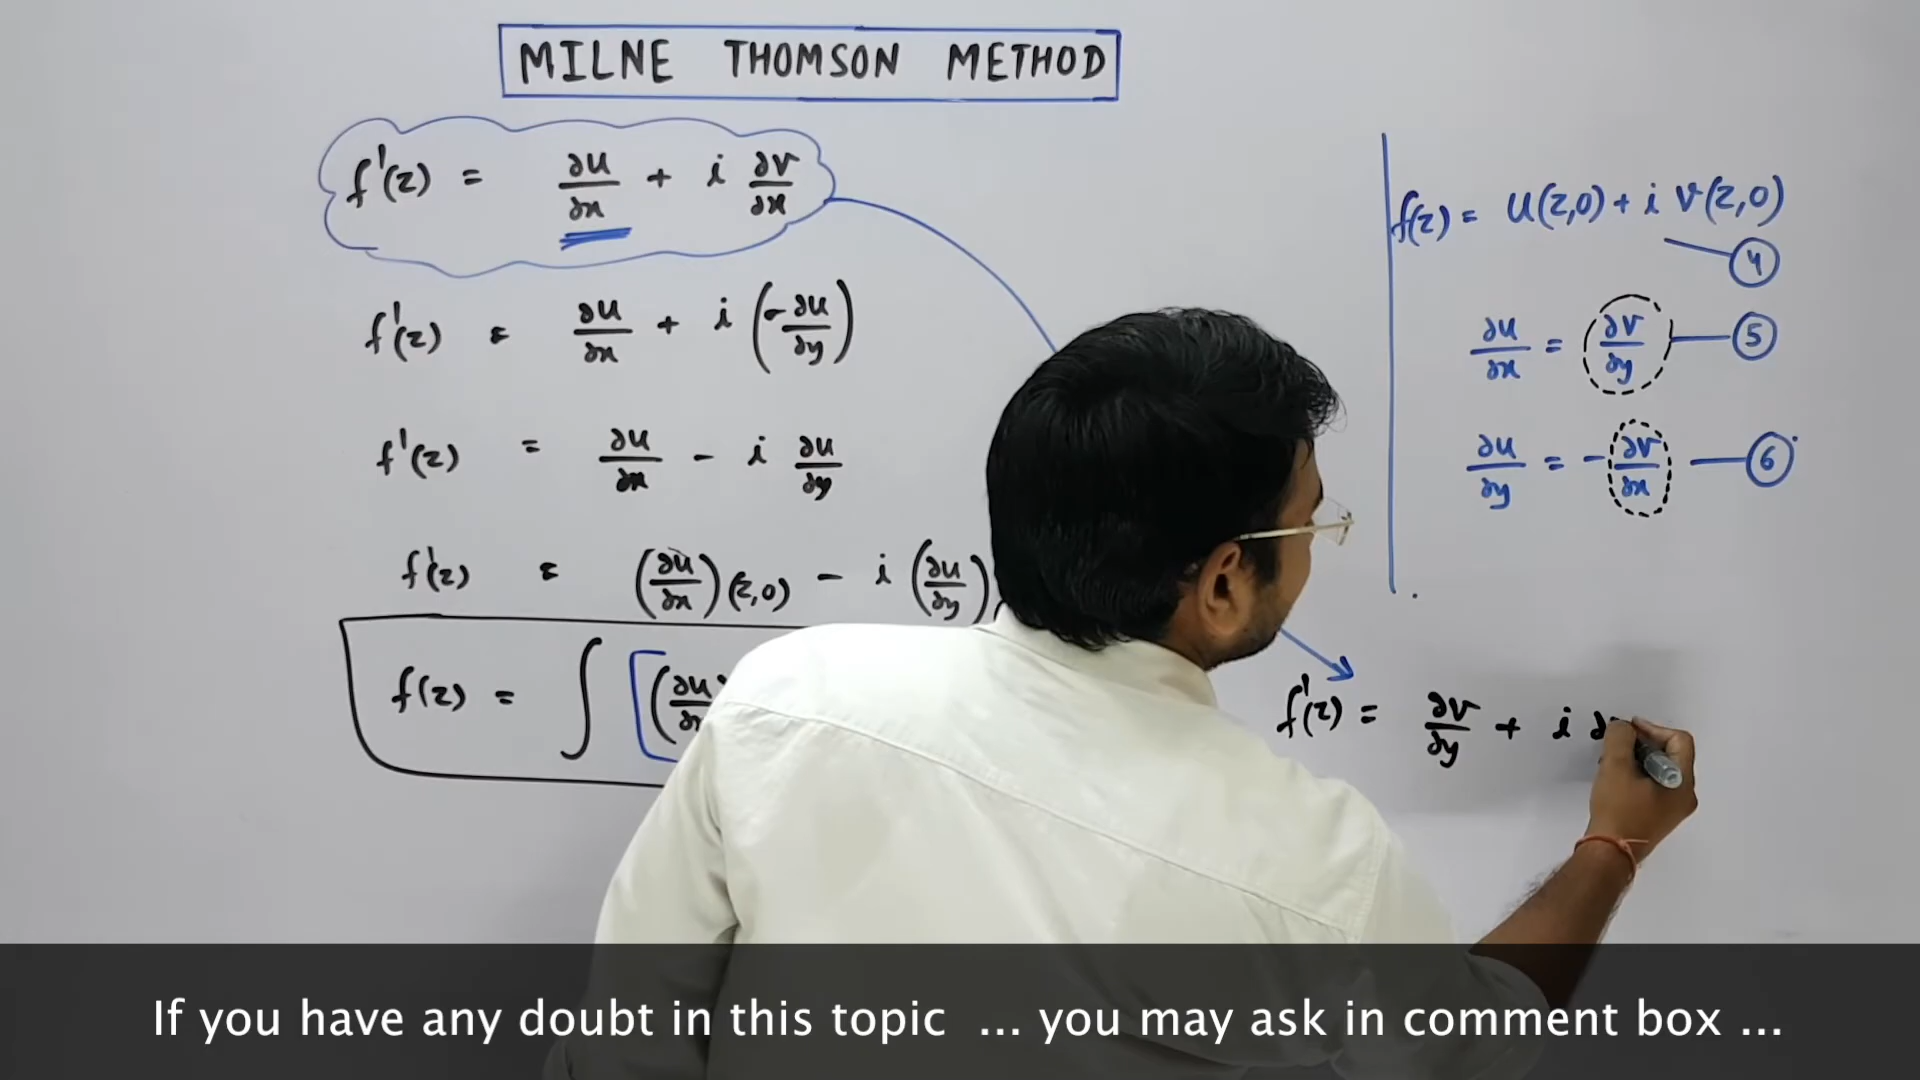 MILNE THOMSON METHOD
f'(z) = ∂u/∂x + i ∂v/∂x
f'(z) = ∂u/∂x + i (-∂u/∂y)
f'(z) = ∂u/∂x - i ∂u/∂y
f'(z) = (∂u/∂x)(z,0) - i (∂u/∂y)
f(z) = ∫ [(∂u/∂x
f(z) = u(z,0) + i v(z,0)
4
∂u/∂x = ∂v/∂y — 5
∂u/∂y = -∂v/∂x — 6
f'(z) = ∂v/∂y + i ∂
If you have any doubt in this topic ... you may ask in comment box ...